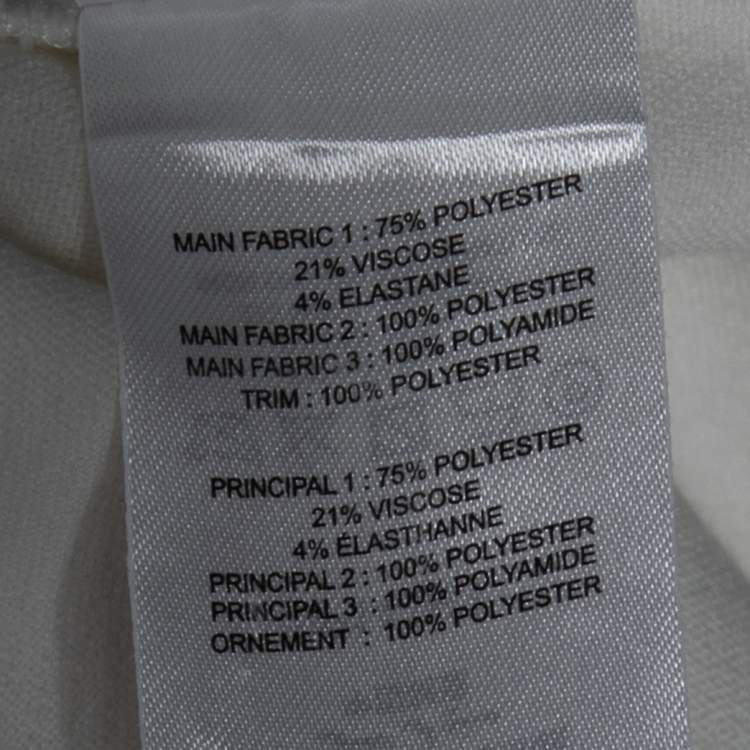 MAIN FABRIC 1 : 75% POLYESTER
21% VISCOSE
4% ELASTANE
MAIN FABRIC 2 : 100% POLYESTER
MAIN FABRIC 3 : 100% POLYAMIDE
TRIM : 100% POLYESTER
PRINCIPAL 1 : 75% POLYESTER
21% VISCOSE
4% ÉLASTHANNE
PRINCIPAL 2 : 100% POLYESTER
PRINCIPAL 3 : 100% POLYAMIDE
ORNEMENT : 100% POLYESTER